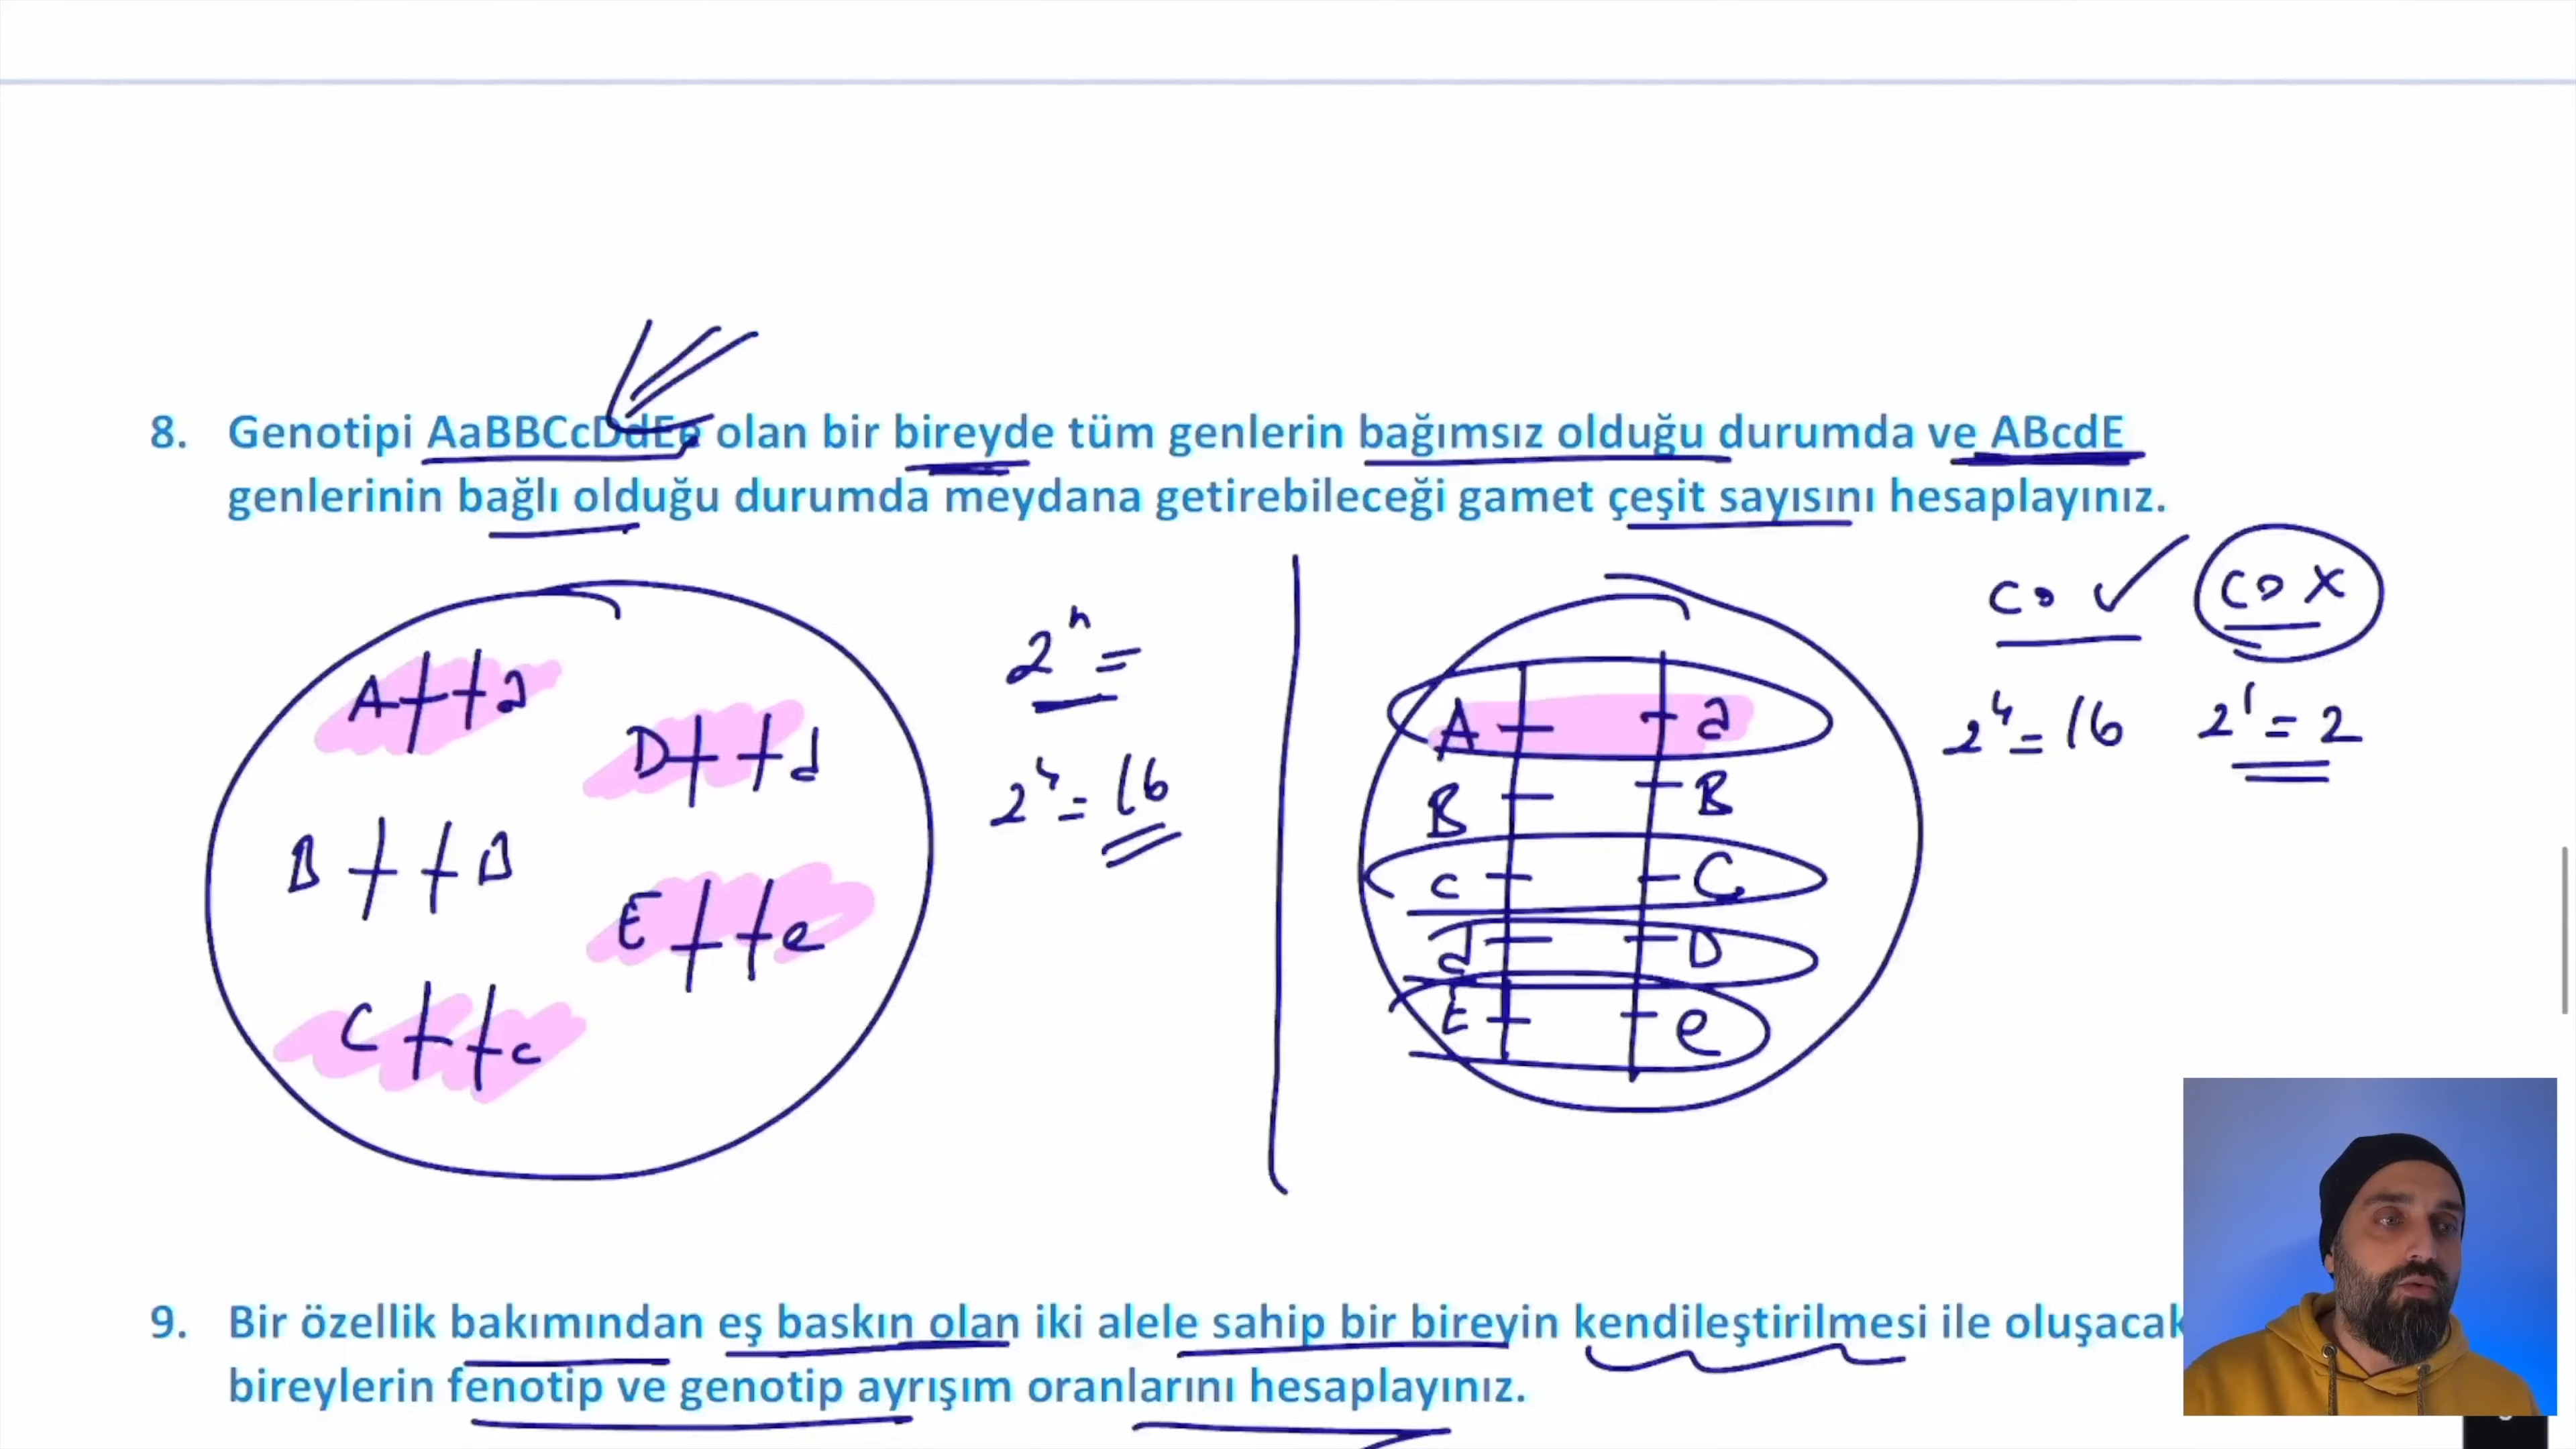 8. Genotipi AaBBCcDdEe olan bir bireyde tüm genlerin bağımsız olduğu durumda ve ABcdE
genlerinin bağlı olduğu durumda meydana getirebileceği gamet çeşit sayısını hesaplayınız.
A a
D d
B B
E e
C c
2ⁿ =
2⁴ = 16
A a
B B
c C
d D
E e
co ✓ co x
2⁴ = 16 2¹ = 2
9. Bir özellik bakımından eş baskın olan iki alele sahip bir bireyin kendileştirilmesi ile oluşacak
bireylerin fenotip ve genotip ayrışım oranlarını hesaplayınız.